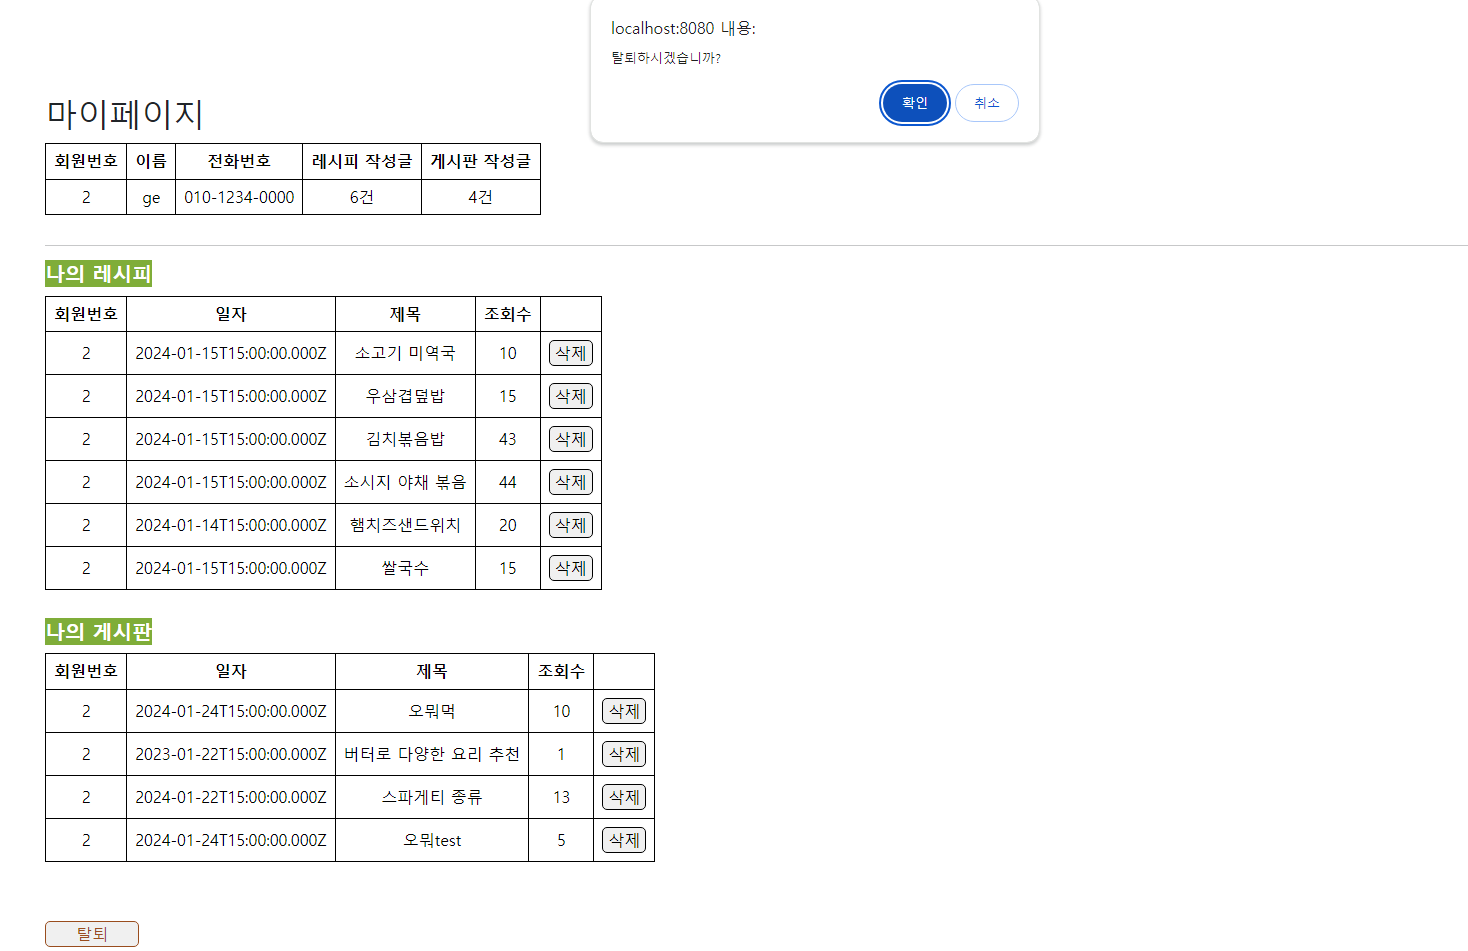 localhost:8080 내용:
탈퇴하시겠습니까?
확인 취소
마이페이지
회원번호 이름 전화번호 레시피 작성글 게시판 작성글
2 ge 010-1234-0000 6건 4건
나의 레시피
회원번호 일자 제목 조회수
2 2024-01-15T15:00:00.000Z 소고기 미역국 10 삭제
2 2024-01-15T15:00:00.000Z 우삼겹덮밥 15 삭제
2 2024-01-15T15:00:00.000Z 김치볶음밥 43 삭제
2 2024-01-15T15:00:00.000Z 소시지 야채 볶음 44 삭제
2 2024-01-14T15:00:00.000Z 햄치즈샌드위치 20 삭제
2 2024-01-15T15:00:00.000Z 쌀국수 15 삭제
나의 게시판
회원번호 일자 제목 조회수
2 2024-01-24T15:00:00.000Z 오뭐먹 10 삭제
2 2023-01-22T15:00:00.000Z 버터로 다양한 요리 추천 1 삭제
2 2024-01-22T15:00:00.000Z 스파게티 종류 13 삭제
2 2024-01-24T15:00:00.000Z 오뭐test 5 삭제
탈퇴